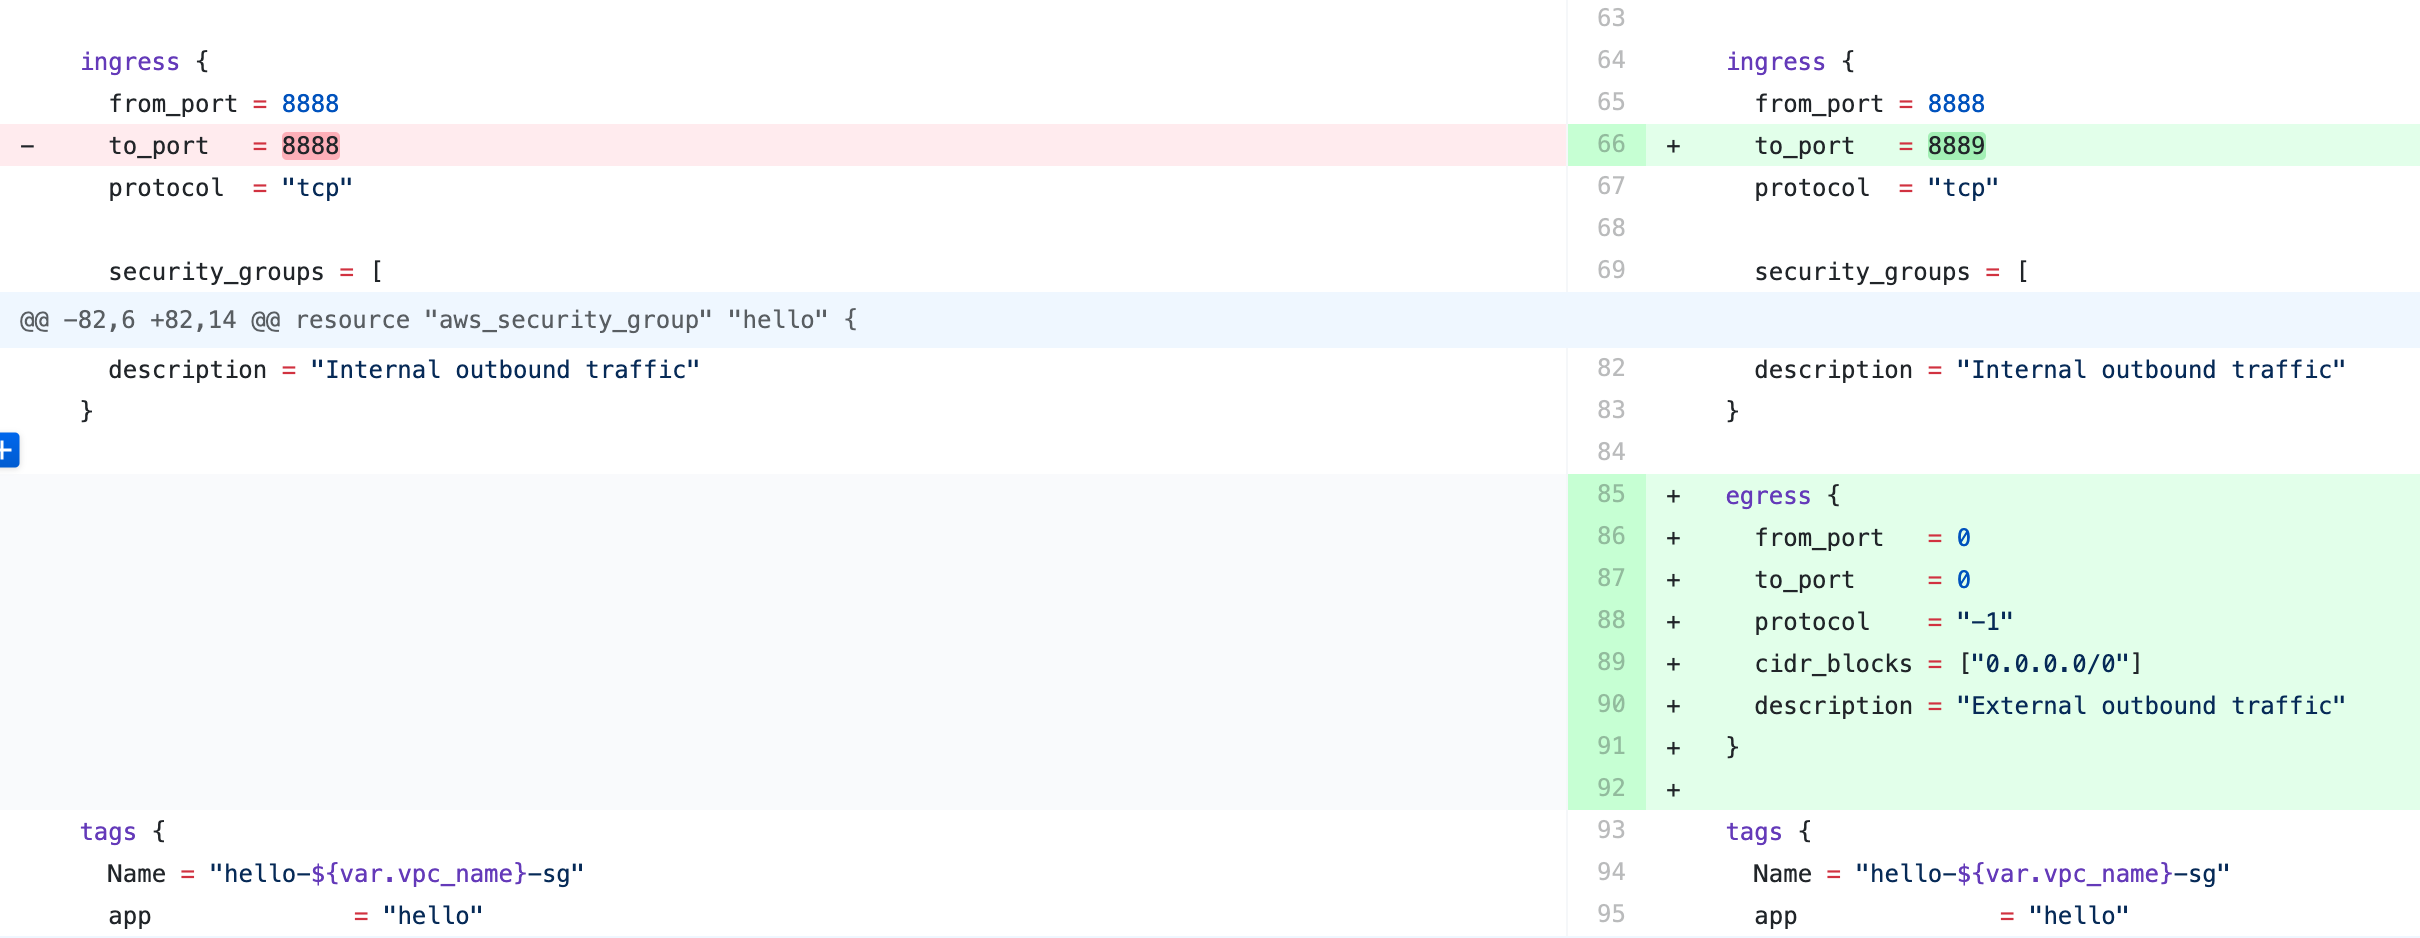 63
ingress { 64 ingress {
from_port = 8888 65 from_port = 8888
- to_port   = 8888 66 + to_port   = 8889
protocol  = "tcp" 67 protocol  = "tcp"
68
security_groups = [ 69 security_groups = [
@@ -82,6 +82,14 @@ resource "aws_security_group" "hello" {
description = "Internal outbound traffic" 82 description = "Internal outbound traffic"
} 83 }
+ 84
85 + egress {
86 + from_port   = 0
87 + to_port     = 0
88 + protocol    = "-1"
89 + cidr_blocks = ["0.0.0.0/0"]
90 + description = "External outbound traffic"
91 + }
92 +
tags { 93 tags {
Name = "hello-${var.vpc_name}-sg" 94 Name = "hello-${var.vpc_name}-sg"
app              = "hello" 95 app              = "hello"